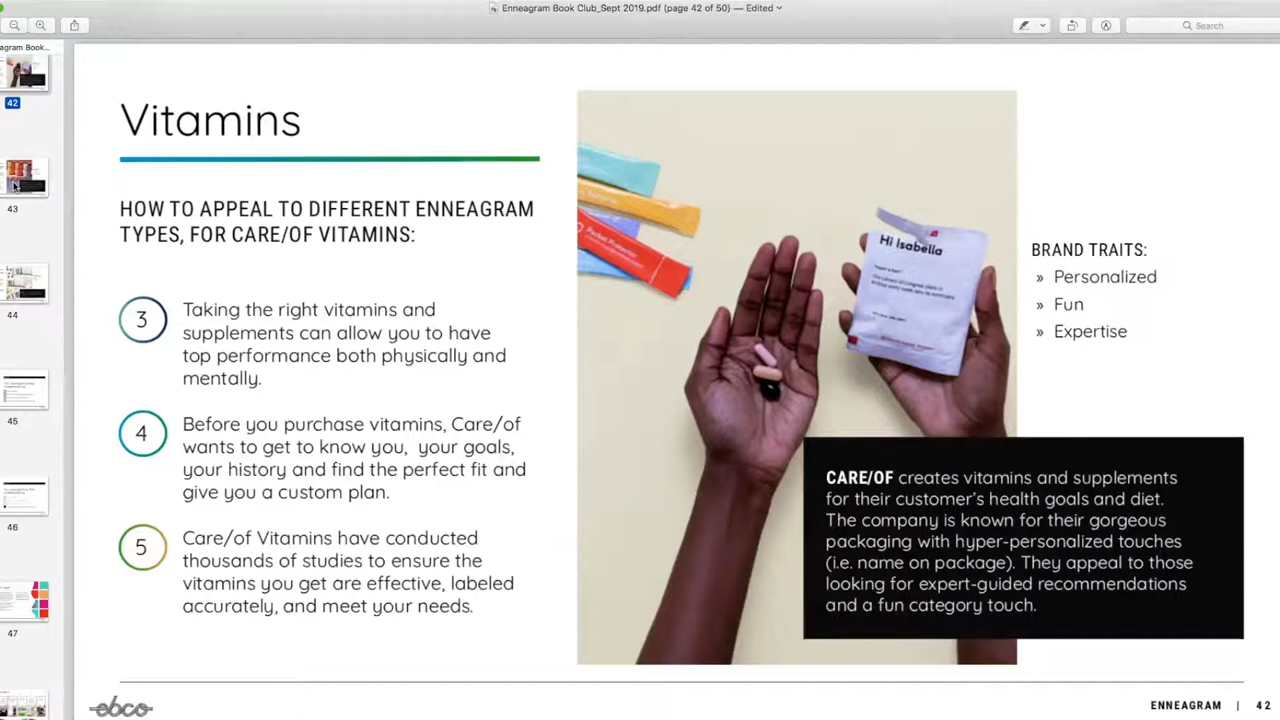 Enneagram Book Club_Sept 2019.pdf (page 42 of 50) — Edited
Search
agram Book...
42
43
44
45
46
47
Vitamins
HOW TO APPEAL TO DIFFERENT ENNEAGRAM
TYPES, FOR CARE/OF VITAMINS:
3
Taking the right vitamins and
supplements can allow you to have
top performance both physically and
mentally.
4
Before you purchase vitamins, Care/of
wants to get to know you, your goals,
your history and find the perfect fit and
give you a custom plan.
5
Care/of Vitamins have conducted
thousands of studies to ensure the
vitamins you get are effective, labeled
accurately, and meet your needs.
Pocket Protector
Hi Isabella
BRAND TRAITS:
» Personalized
» Fun
» Expertise
CARE/OF creates vitamins and supplements
for their customer's health goals and diet.
The company is known for their gorgeous
packaging with hyper-personalized touches
(i.e. name on package). They appeal to those
looking for expert-guided recommendations
and a fun category touch.
ebco
ENNEAGRAM | 42